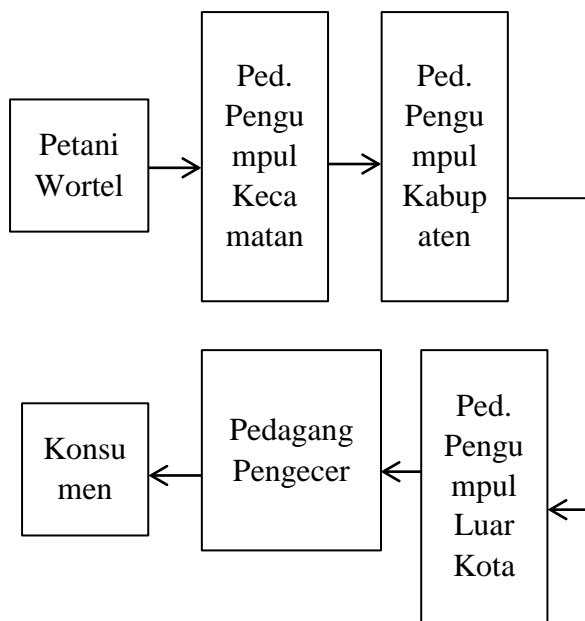 Petani
Wortel
Ped.
Pengu
mpul
Keca
matan
Ped.
Pengu
mpul
Kabup
aten
Konsu
men
Pedagang
Pengecer
Ped.
Pengu
mpul
Luar
Kota